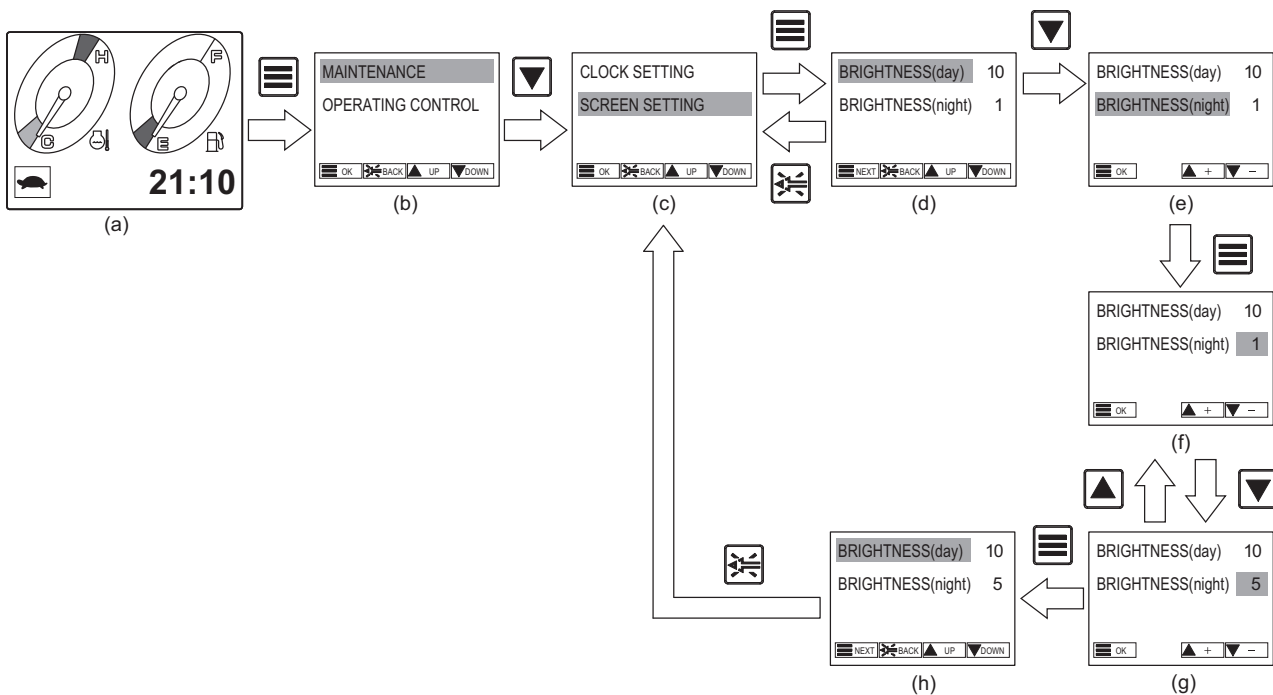 H
F
C
E
21:10
(a)
MAINTENANCE
OPERATING CONTROL
OK BACK UP DOWN
(b)
CLOCK SETTING
SCREEN SETTING
OK BACK UP DOWN
(c)
BRIGHTNESS(day) 10
BRIGHTNESS(night) 1
NEXT BACK UP DOWN
(d)
BRIGHTNESS(day) 10
BRIGHTNESS(night) 1
OK + −
(e)
BRIGHTNESS(day) 10
BRIGHTNESS(night) 1
OK + −
(f)
BRIGHTNESS(day) 10
BRIGHTNESS(night) 5
NEXT BACK UP DOWN
(h)
BRIGHTNESS(day) 10
BRIGHTNESS(night) 5
OK + −
(g)